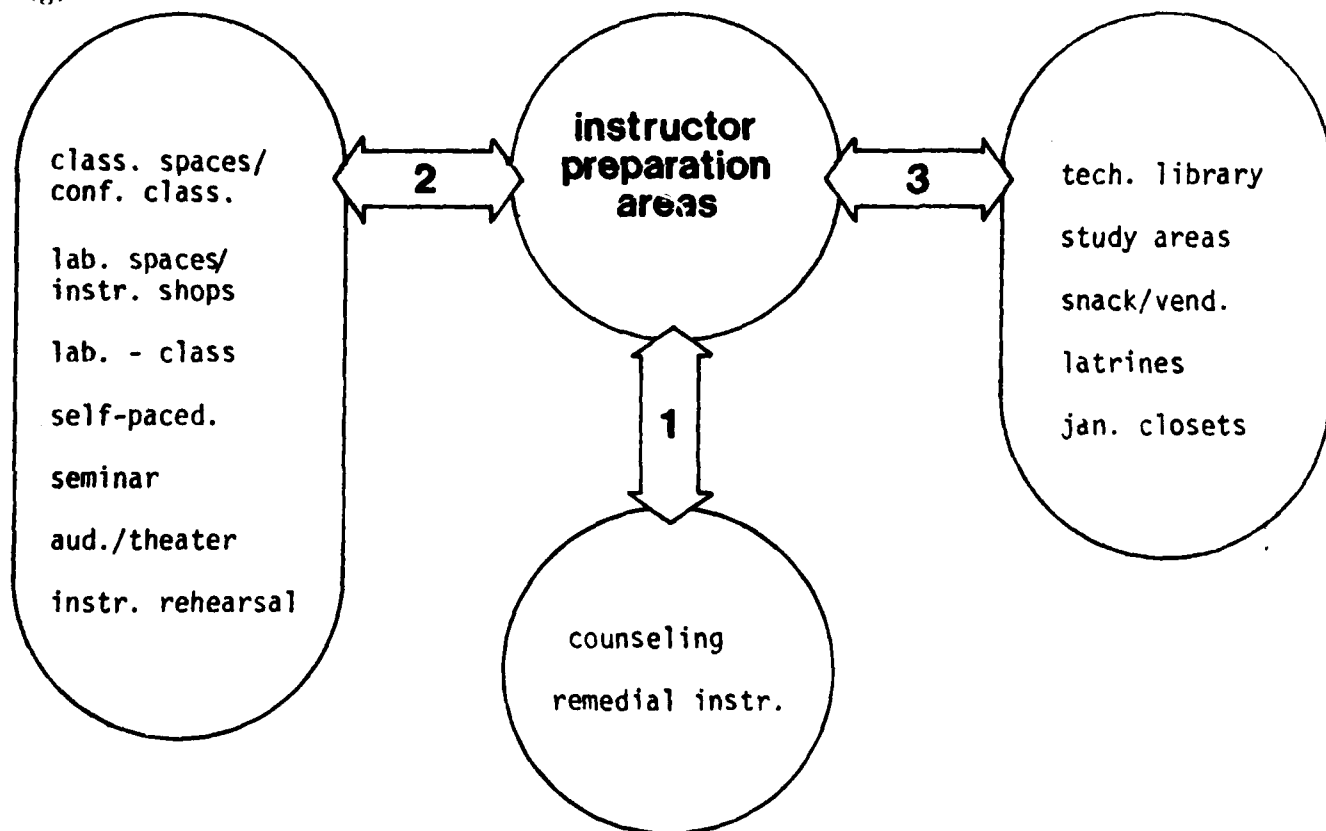 class. spaces/
conf. class.
lab. spaces/
instr. shops
lab. - class
self-paced.
seminar
aud./theater
instr. rehearsal
2
instructor
preparation
areas
3
tech. library
study areas
snack/vend.
latrines
jan. closets
1
counseling
remedial instr.